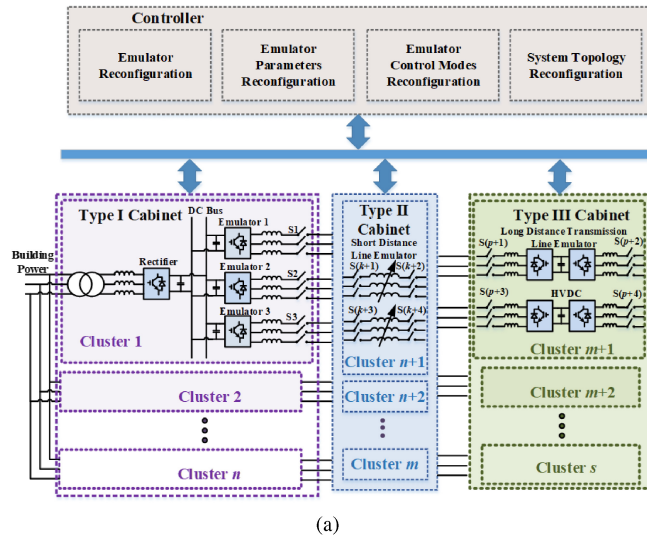 Controller
Emulator
Reconfiguration
Emulator
Parameters
Reconfiguration
Emulator
Control Modes
Reconfiguration
System Topology
Reconfiguration
Type I Cabinet
DC Bus
Emulator 1
S1
Building
Power
Rectifier
Emulator 2
S2
Emulator 3
S3
Cluster 1
Cluster 2
Cluster n
Type II
Cabinet
Short Distance
Line Emulator
S(k+1)
S(k+2)
S(k+3)
S(k+4)
Cluster n+1
Cluster n+2
Cluster m
Type III Cabinet
Long Distance Transmission
S(p+1)
Line Emulator
S(p+2)
S(p+3)
HVDC
S(p+4)
Cluster m+1
Cluster m+2
Cluster s
(a)